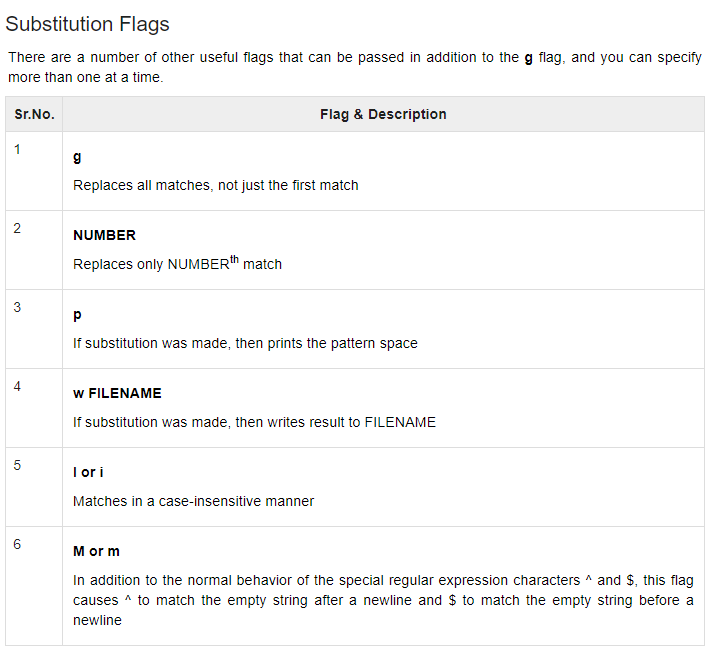 Substitution Flags
There are a number of other useful flags that can be passed in addition to the g flag, and you can specify
more than one at a time.
Sr.No. Flag & Description
1
g
Replaces all matches, not just the first match
2
NUMBER
Replaces only NUMBERth match
3
p
If substitution was made, then prints the pattern space
4
w FILENAME
If substitution was made, then writes result to FILENAME
5
I or i
Matches in a case-insensitive manner
6
M or m
In addition to the normal behavior of the special regular expression characters ^ and $, this flag
causes ^ to match the empty string after a newline and $ to match the empty string before a
newline